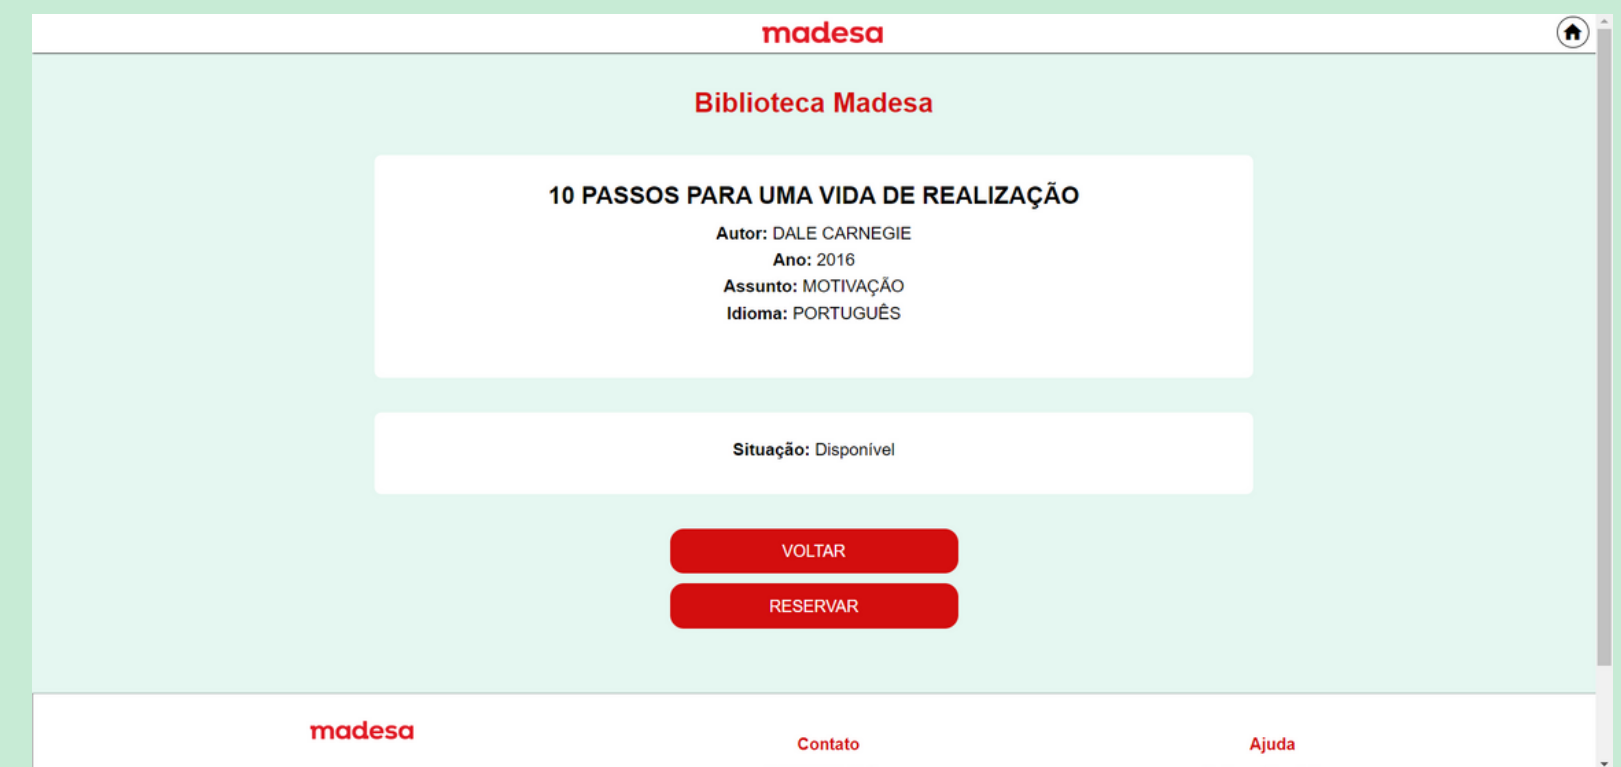 madesa
Biblioteca Madesa
10 PASSOS PARA UMA VIDA DE REALIZAÇÃO
Autor: DALE CARNEGIE
Ano: 2016
Assunto: MOTIVAÇÃO
Idioma: PORTUGUÊS
Situação: Disponível
VOLTAR
RESERVAR
madesa
Contato
Ajuda